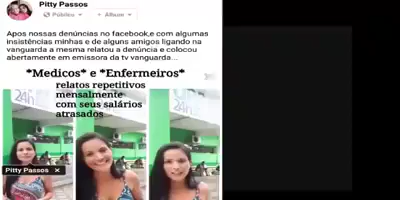 Pitty Passos
Público • Álbum
Apos nossas denúncias no facebook,e com algumas
insistências minhas e de alguns amigos ligando na
vanguarda a mesma relatou a denúncia e colocou
abertamente em emissora da tv vanguarda...
*Medicos* e *Enfermeiros*
relatos repetitivos
mensalmente
com seus salários
atrasados
24h
Pitty Passos ×